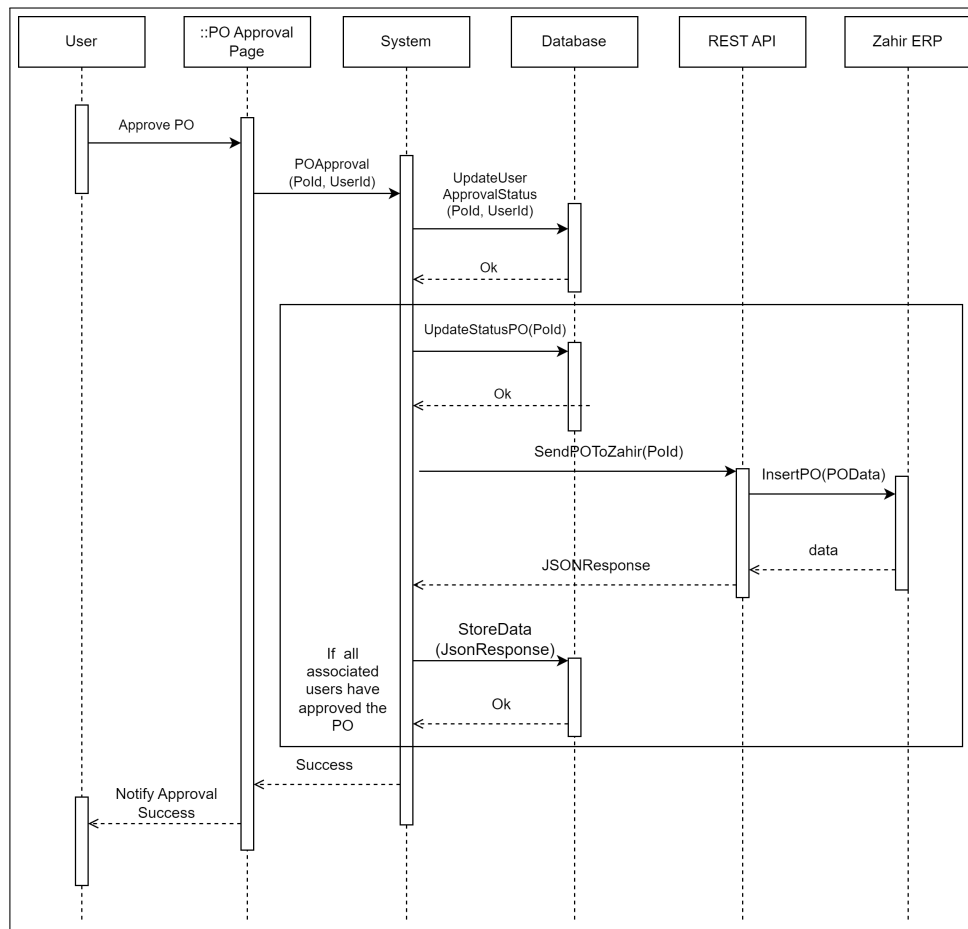 User
::PO Approval
Page
System
Database
REST API
Zahir ERP
Approve PO
POApproval
(PoId, UserId)
UpdateUser
ApprovalStatus
(PoId, UserId)
Ok
UpdateStatusPO(PoId)
Ok
SendPOToZahir(PoId)
InsertPO(POData)
data
JSONResponse
StoreData
(JsonResponse)
If all
associated
users have
approved the
PO
Ok
Success
Notify Approval
Success